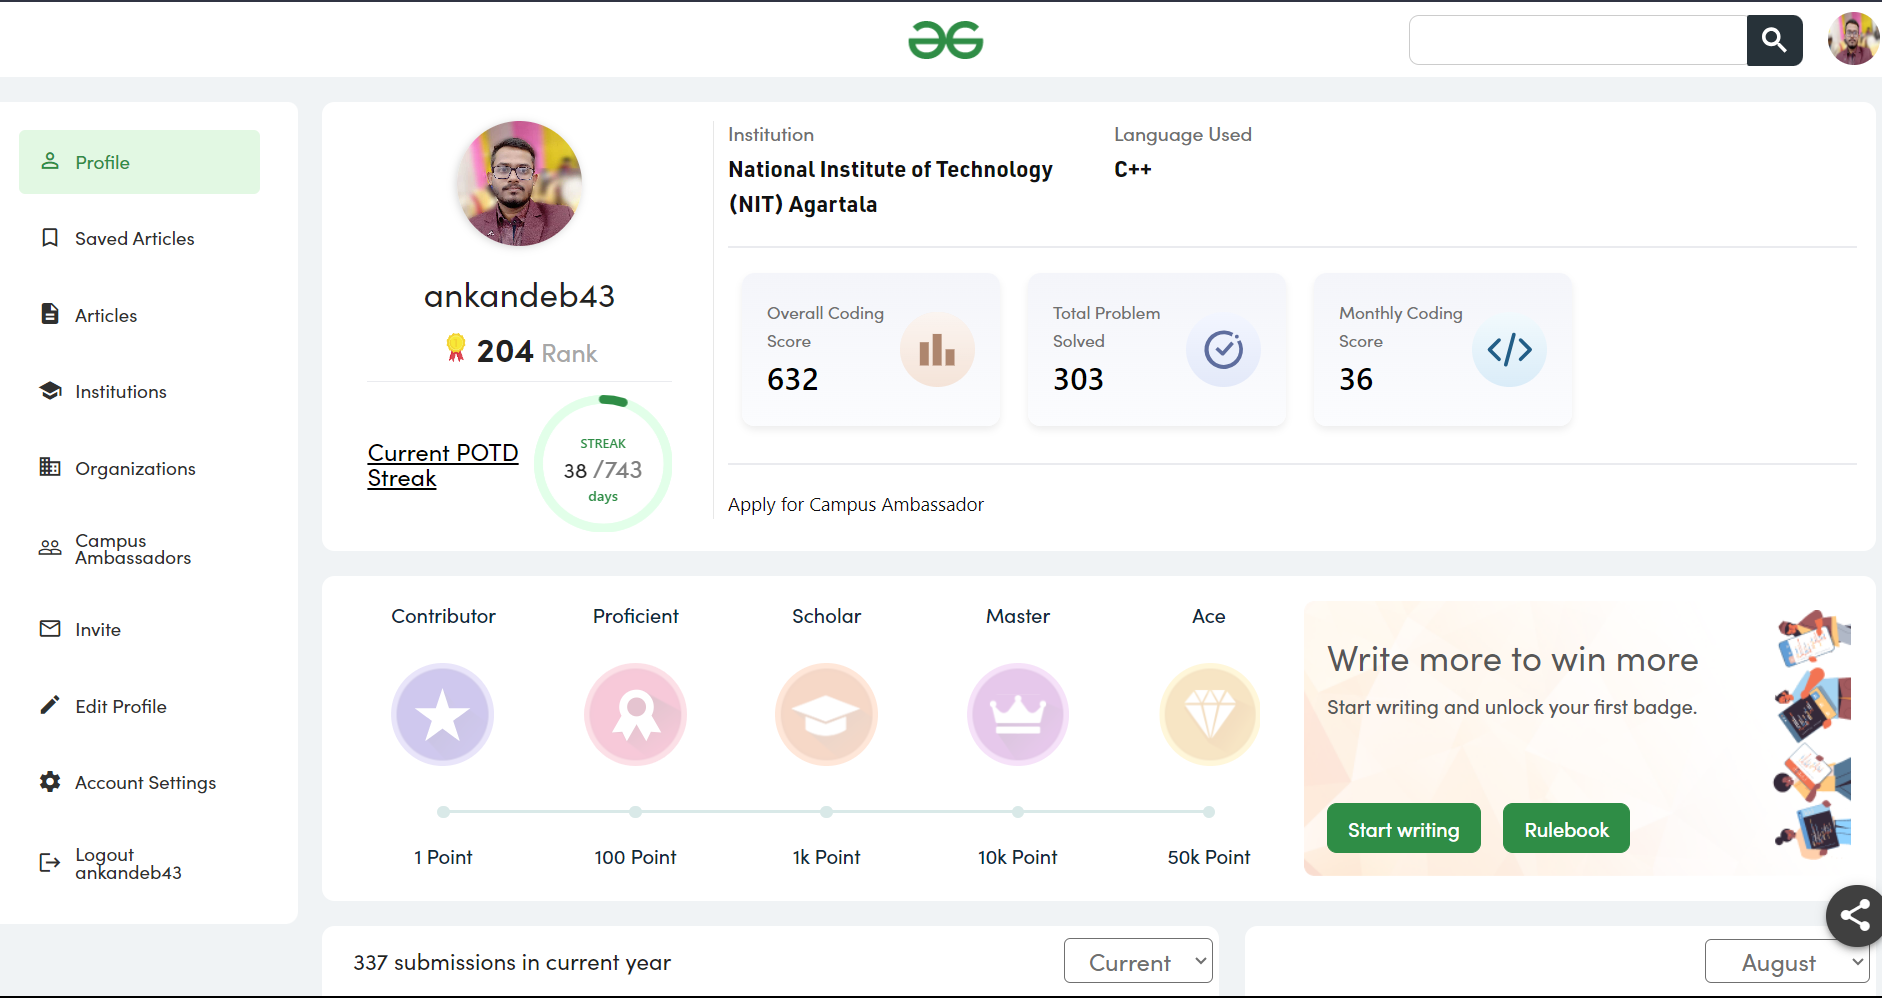 Profile
Saved Articles
Articles
Institutions
Organizations
Campus
Ambassadors
Invite
Edit Profile
Account Settings
Logout
ankandeb43
ankandeb43
204 Rank
Current POTD
Streak
STREAK
38 /743
days
Institution
National Institute of Technology
(NIT) Agartala
Language Used
C++
Overall Coding
Score
632
Total Problem
Solved
303
Monthly Coding
Score
36
Apply for Campus Ambassador
Contributor
Proficient
Scholar
Master
Ace
1 Point
100 Point
1k Point
10k Point
50k Point
Write more to win more
Start writing and unlock your first badge.
Start writing
Rulebook
337 submissions in current year
Current
August